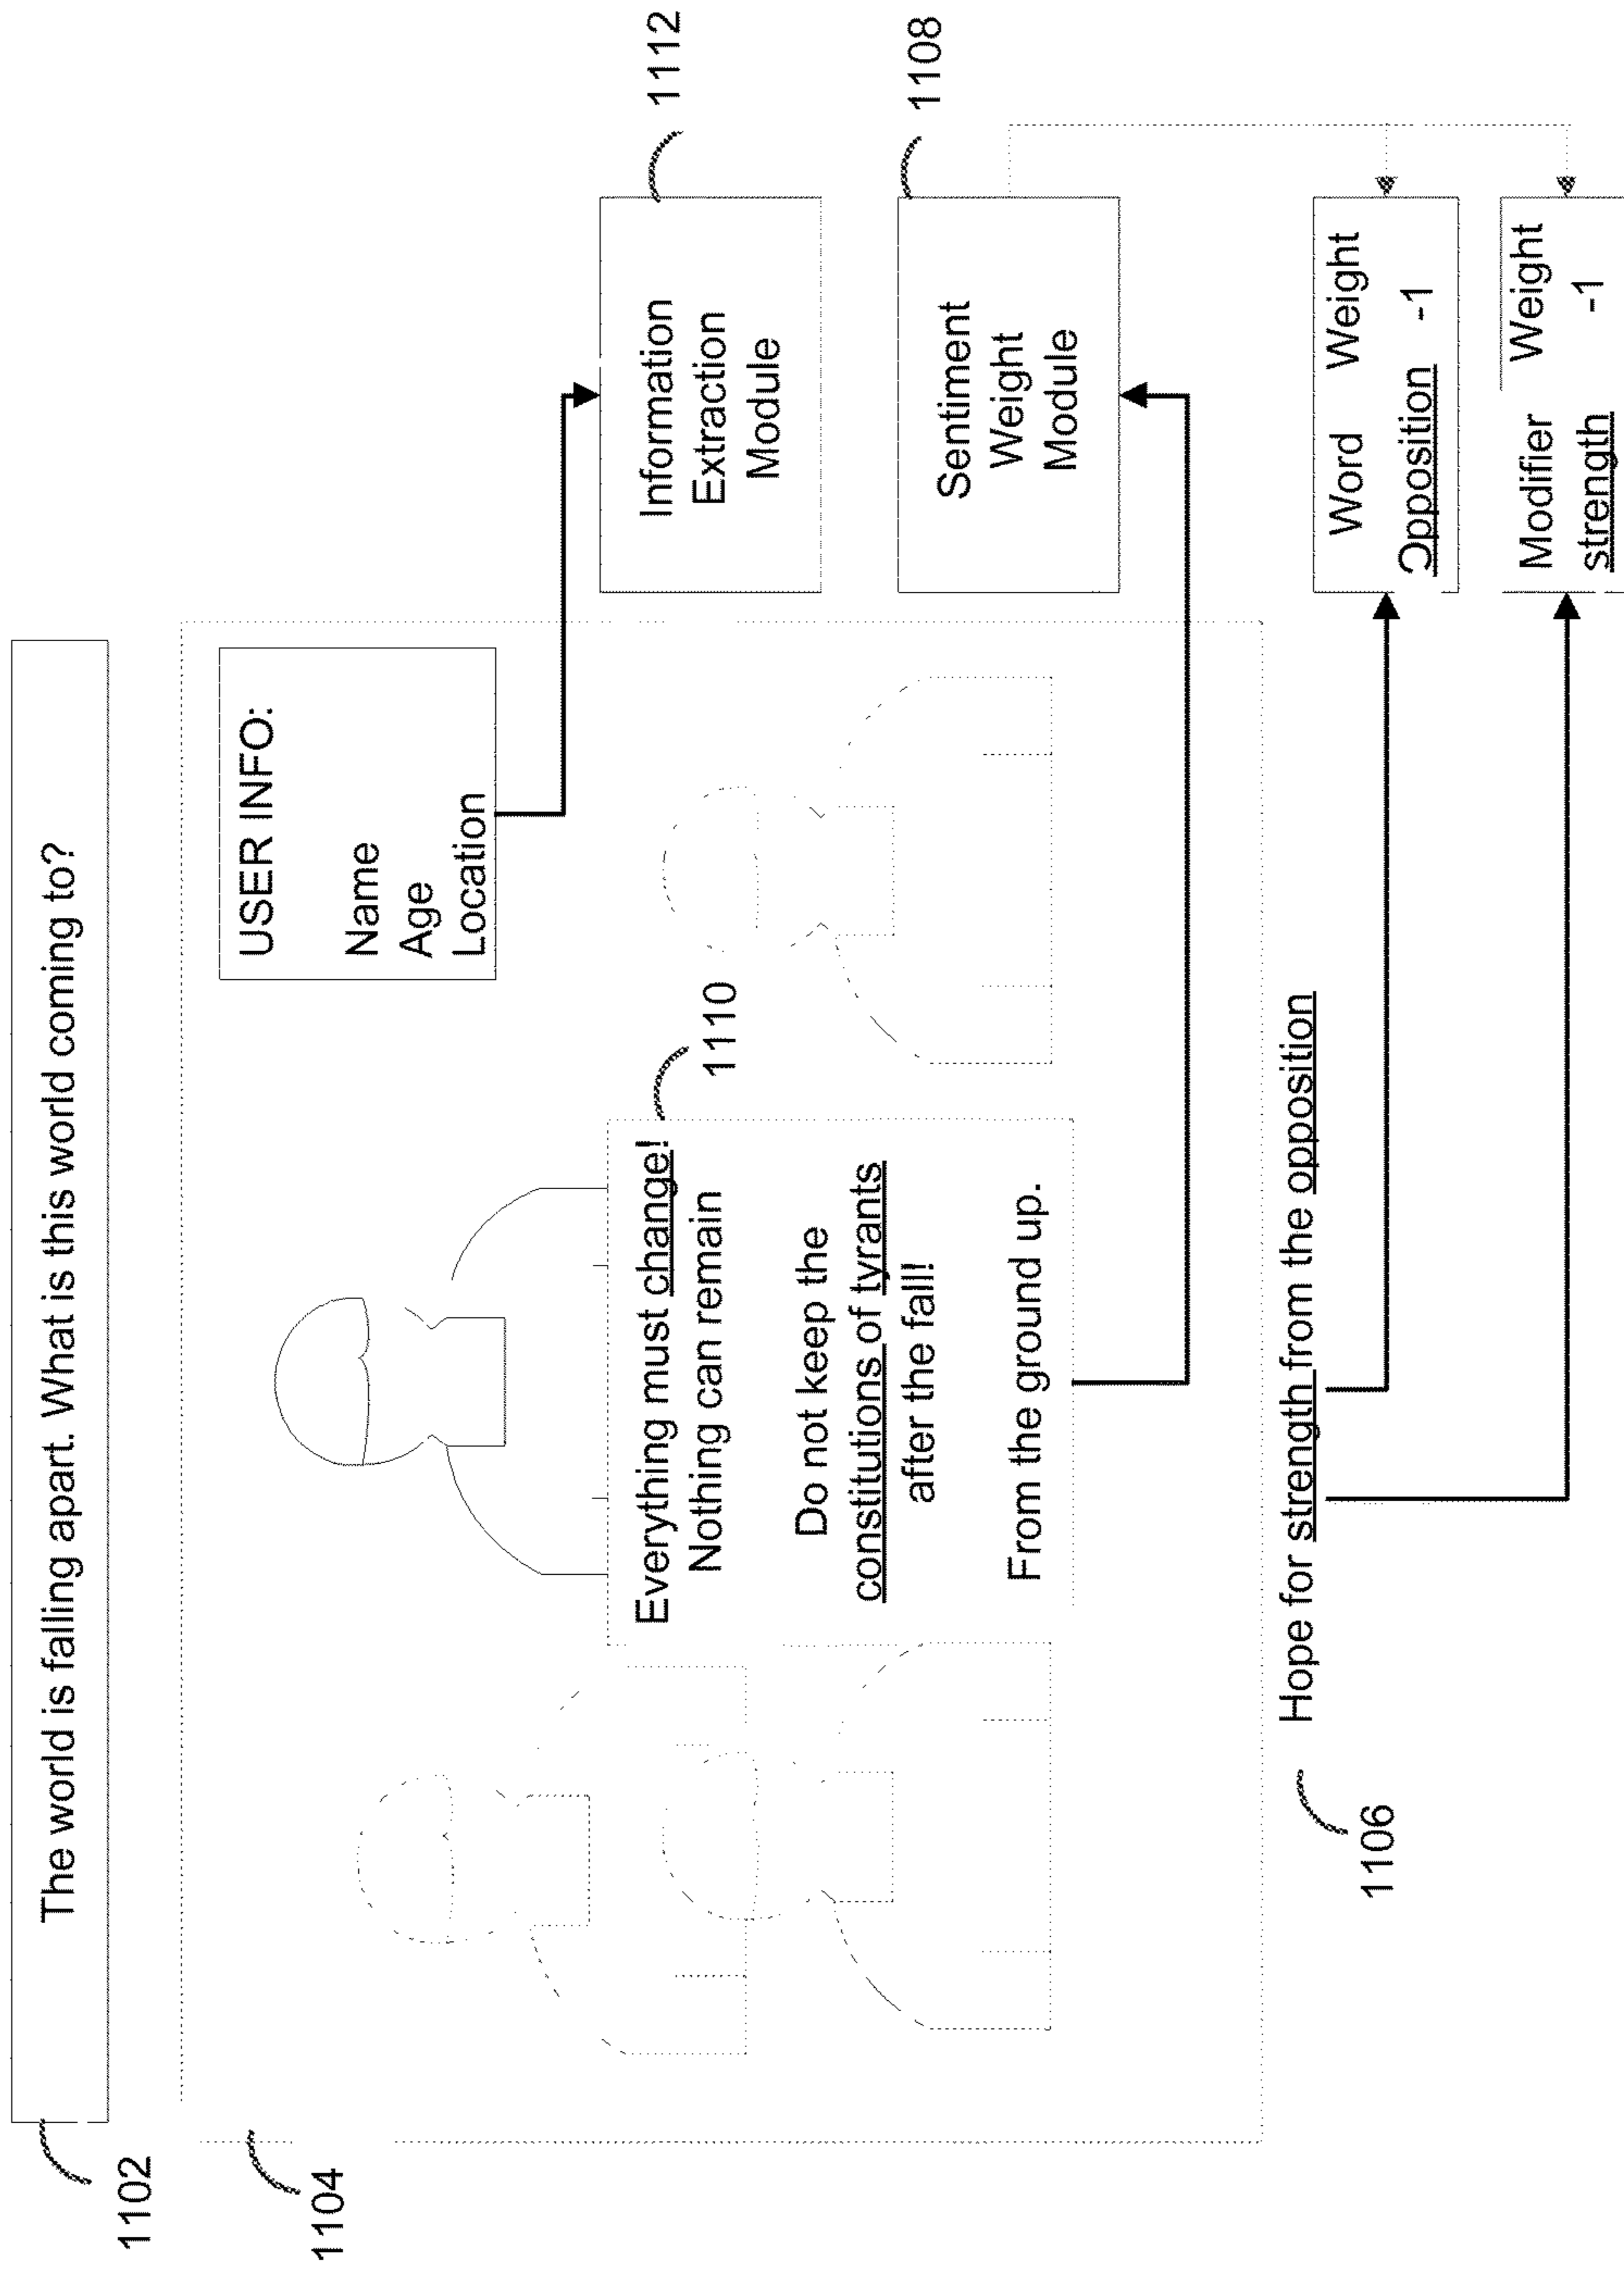 The world is falling apart. What is this world coming to?
1102
1104
USER INFO:
Name
Age
Location
1110
Everything must change!
Nothing can remain
Do not keep the
constitutions of tyrants
after the fall!
From the ground up.
Information
Extraction
Module
1112
Sentiment
Weight
Module
1108
Hope for strength from the opposition
1106
Word Weight
Opposition -1
Modifier Weight
strength -1